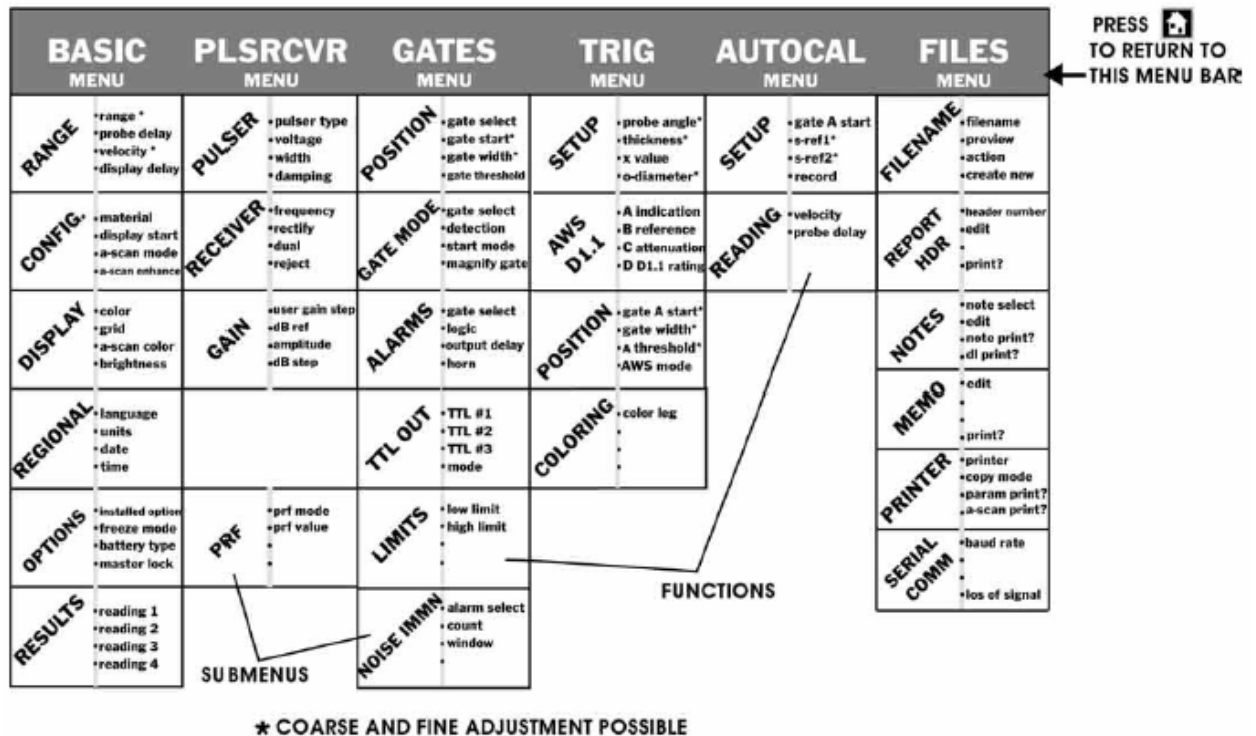 BASIC
MENU
PLSRCVR
MENU
GATES
MENU
TRIG
MENU
AUTOCAL
MENU
FILES
MENU
PRESS
TO RETURN TO
THIS MENU BAR
RANGE
•range *
•probe delay
•velocity *
•display delay
PULSER
•pulser type
•voltage
•width
•damping
POSITION
•gate select
•gate start*
•gate width*
•gate threshold
SETUP
•probe angle*
•thickness*
•x value
•o-diameter*
SETUP
•gate A start
•s-ref1*
•s-ref2*
•record
FILENAME
•filename
•preview
•action
•create new
CONFIG.
•material
•display start
•a-scan mode
•a-scan enhance
RECEIVER
•frequency
•rectify
•dual
•reject
GATE MODE
•gate select
•detection
•start mode
•magnify gate
AWS
D1.1
•A indication
•B reference
•C attenuation
•D D1.1 rating
READING
•velocity
•probe delay
REPORT
HDR
•header number
•edit
•
•print?
DISPLAY
•color
•grid
•a-scan color
•brightness
GAIN
•user gain step
•dB ref
•amplitude
•dB step
ALARMS
•gate select
•logic
•output delay
•horn
POSITION
•gate A start*
•gate width*
•A threshold*
•AWS mode
NOTES
•note select
•edit
•note print?
•dl print?
REGIONAL
•language
•units
•date
•time
TTL OUT
•TTL #1
•TTL #2
•TTL #3
•mode
COLORING
•color leg
•
•
•
MEMO
•edit
•
•
•print?
PRINTER
•printer
•copy mode
•param print?
•a-scan print?
OPTIONS
•installed option
•freeze mode
•battery type
•master lock
PRF
•prf mode
•prf value
•
•
LIMITS
•low limit
•high limit
•
•
SERIAL
COMM
•baud rate
•
•
•los of signal
RESULTS
•reading 1
•reading 2
•reading 3
•reading 4
NOISE IMMN
•alarm select
•count
•window
•
FUNCTIONS
SUBMENUS
* COARSE AND FINE ADJUSTMENT POSSIBLE